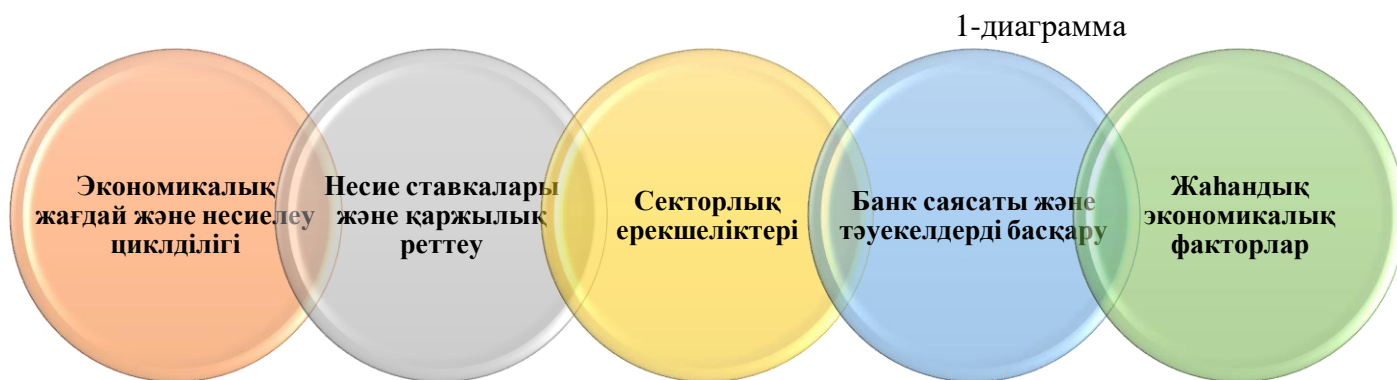 1-диаграмма
Экономикалық
жағдай және несиелеу
циклділігі
Несие ставкалары
және қаржылық
реттеу
Секторлық
ерекшеліктері
Банк саясаты және
тәуекелдерді басқару
Жаһандық
экономикалық
факторлар